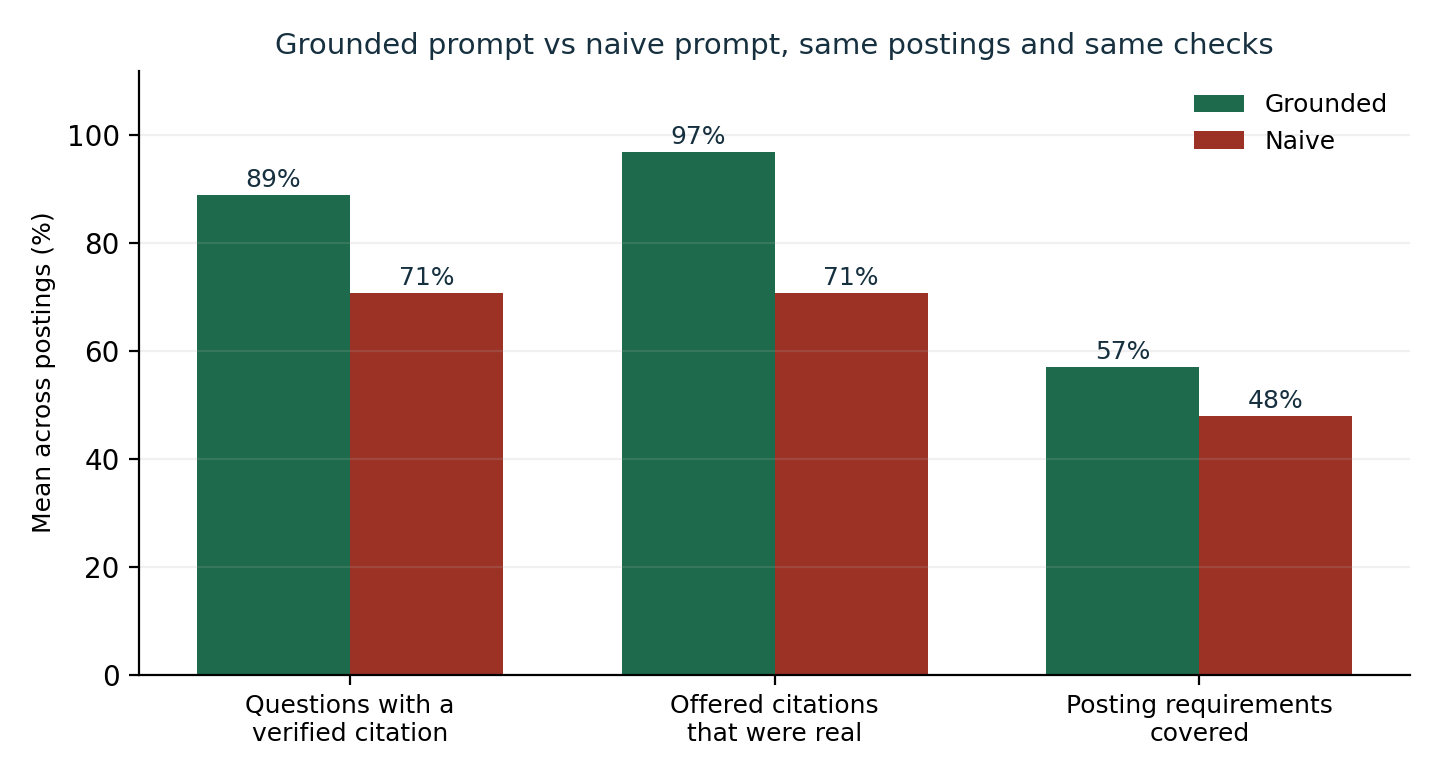 Grounded prompt vs naive prompt, same postings and same checks
Grounded
Naive
Mean across postings (%)
100
80
60
40
20
0
89%
71%
97%
71%
57%
48%
Questions with a
verified citation
Offered citations
that were real
Posting requirements
covered